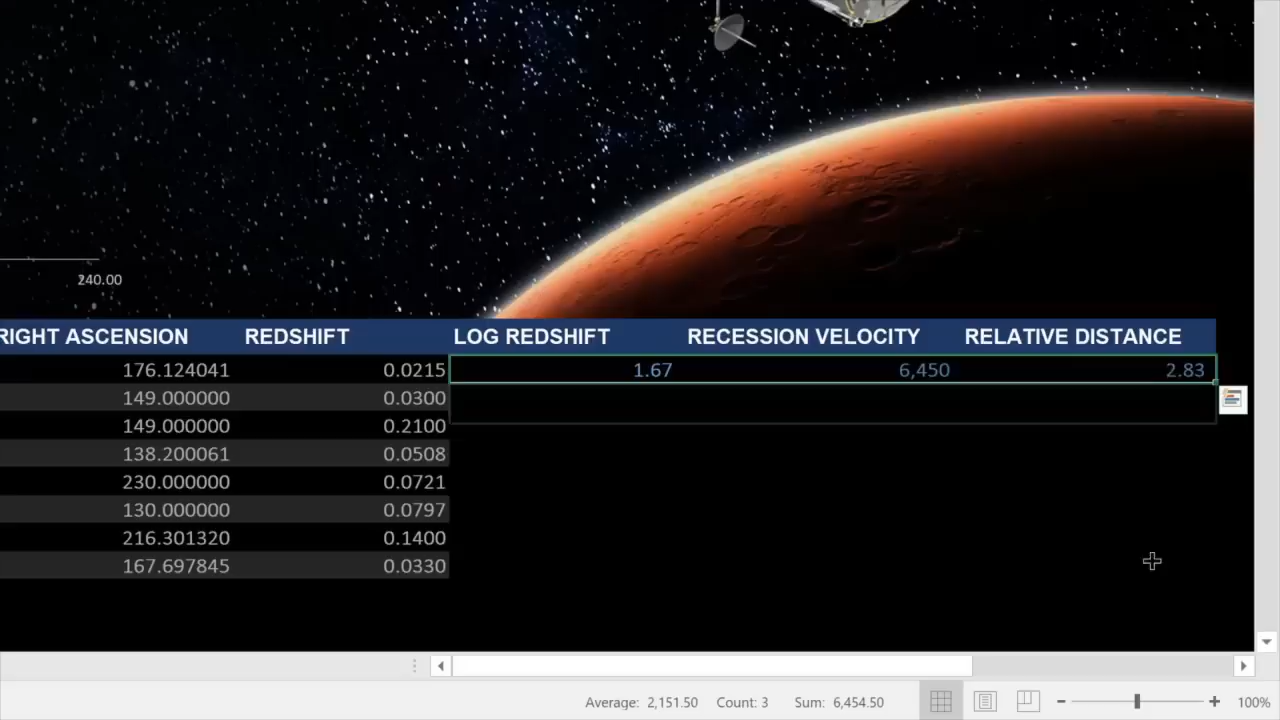 240.00
RIGHT ASCENSION REDSHIFT LOG REDSHIFT RECESSION VELOCITY RELATIVE DISTANCE
176.124041 0.0215 1.67 6,450 2.83
149.000000 0.0300
149.000000 0.2100
138.200061 0.0508
230.000000 0.0721
130.000000 0.0797
216.301320 0.1400
167.697845 0.0330
Average: 2,151.50 Count: 3 Sum: 6,454.50 100%